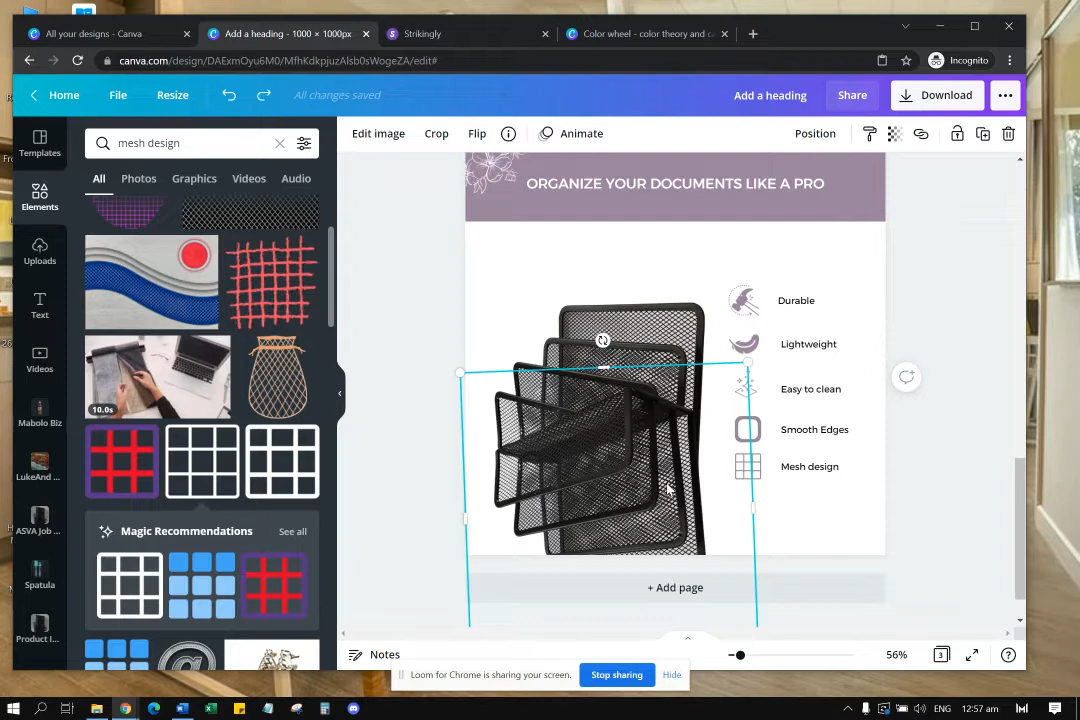 All your designs - Canva
Add a heading - 1000 × 1000px
Strikingly
Color wheel - color theory and ca
canva.com/design/DAExmOyu6M0/MfhKdkpjuzAlsb0sWogeZA/edit#
Incognito
Home
File
Resize
All changes saved
Add a heading
Share
Download
Templates
Elements
Uploads
Text
Videos
Mabolo Biz
LukeAnd ...
ASVA Job ...
Spatula
Product I...
mesh design
All
Photos
Graphics
Videos
Audio
10.0s
Magic Recommendations
See all
Edit image
Crop
Flip
Animate
Position
ORGANIZE YOUR DOCUMENTS LIKE A PRO
Durable
Lightweight
Easy to clean
Smooth Edges
Mesh design
+ Add page
Notes
56%
3
Loom for Chrome is sharing your screen.
Stop sharing
Hide
ENG
12:57 am